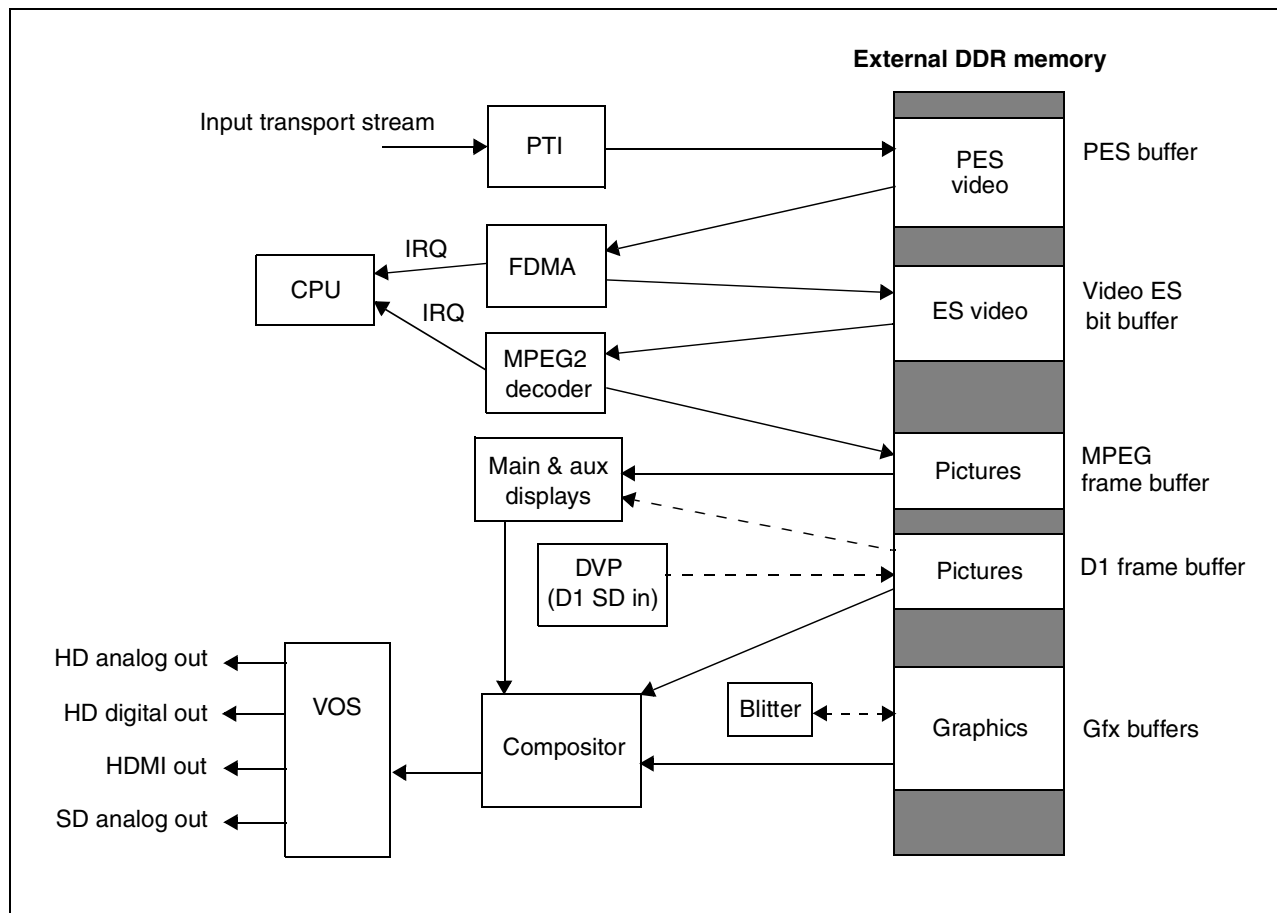 External DDR memory
Input transport stream
PTI
PES
video
PES buffer
IRQ
FDMA
CPU
IRQ
ES video
Video ES
bit buffer
MPEG2
decoder
Main & aux
displays
Pictures
MPEG
frame buffer
DVP
(D1 SD in)
Pictures
D1 frame buffer
HD analog out
HD digital out
HDMI out
SD analog out
VOS
Compositor
Blitter
Graphics
Gfx buffers